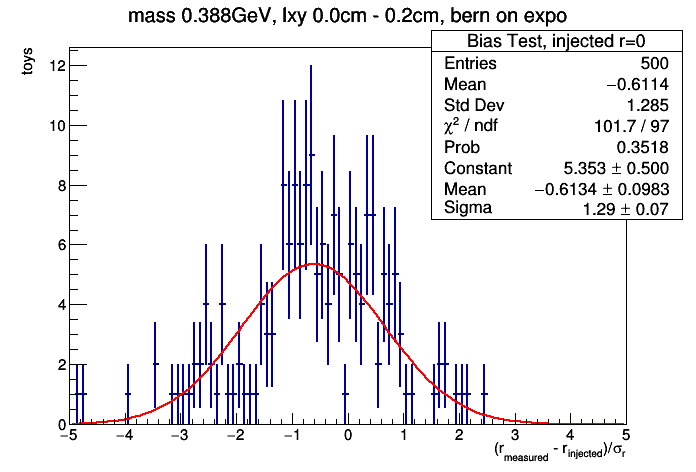 mass 0.388GeV, lxy 0.0cm - 0.2cm, bern on expo
Bias Test, injected r=0
Entries 500
Mean −0.6114
Std Dev 1.285
χ² / ndf 101.7 / 97
Prob 0.3518
Constant 5.353 ± 0.500
Mean −0.6134 ± 0.0983
Sigma 1.29 ± 0.07
toys
12
10
8
6
4
2
0
−5 −4 −3 −2 −1 0 1 2 3 4 5
(r_measured - r_injected)/σ_r